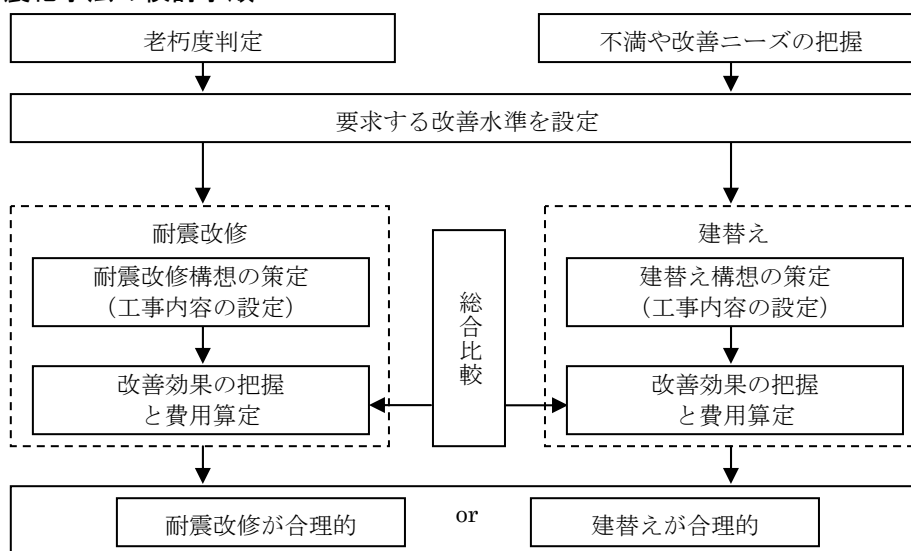 老朽度判定
不満や改善ニーズの把握
要求する改善水準を設定
耐震改修
耐震改修構想の策定
（工事内容の設定）
改善効果の把握
と費用算定
総合比較
建替え
建替え構想の策定
（工事内容の設定）
改善効果の把握
と費用算定
耐震改修が合理的
or
建替えが合理的